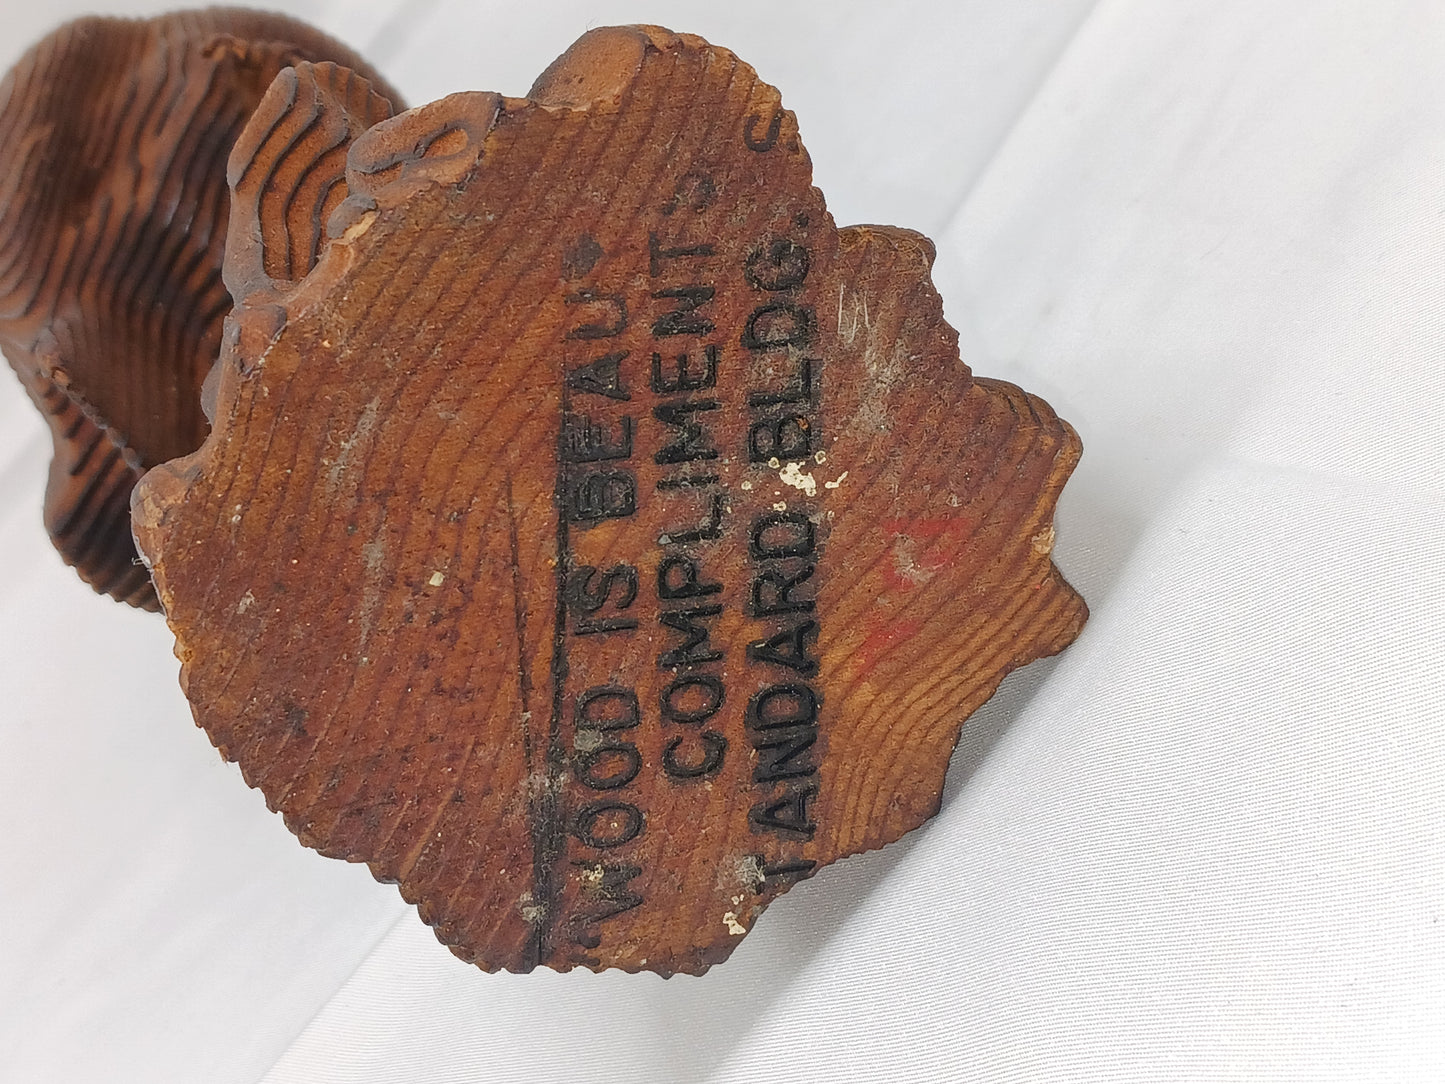 "WOOD IS BEAU
COMPLIMENTS
TANDARD BLDG. S